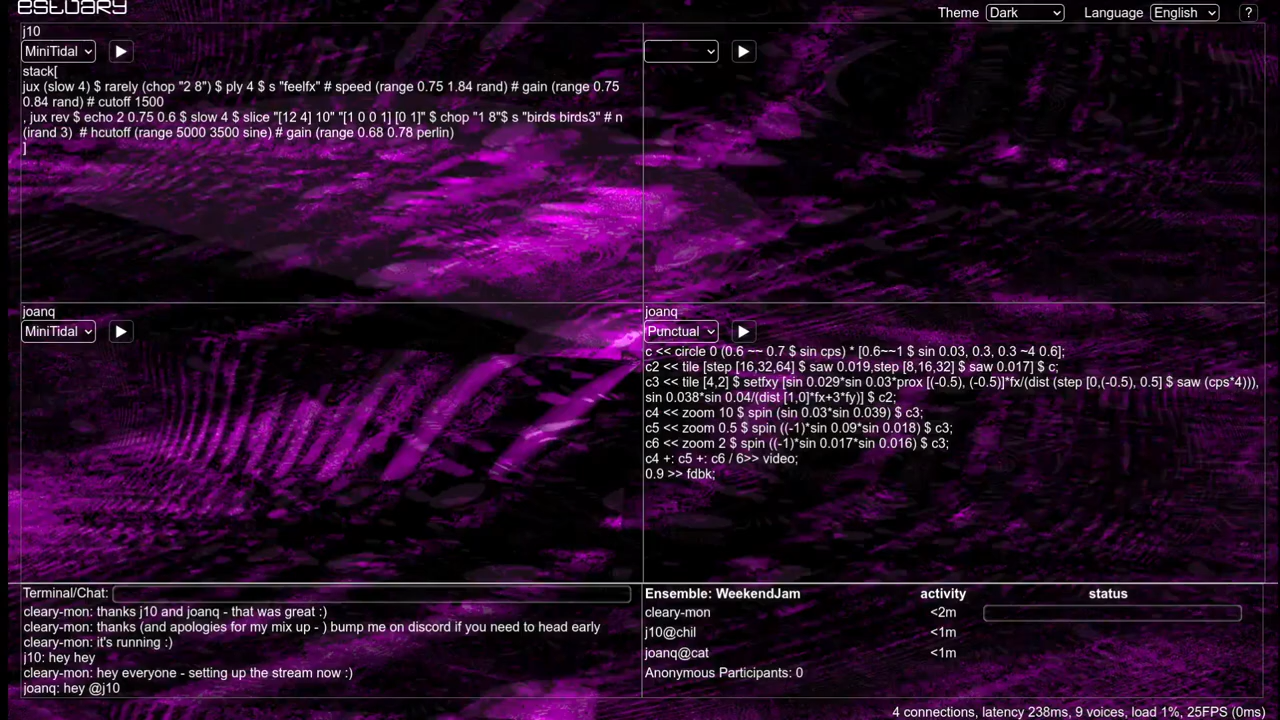 estuary
Theme Dark Language English ?
j10
MiniTidal
stack[
jux (slow 4) $ rarely (chop "2 8") $ ply 4 $ s "feelfx" # speed (range 0.75 1.84 rand) # gain (range 0.75
0.84 rand) # cutoff 1500
, jux rev $ echo 2 0.75 0.6 $ slow 4 $ slice "[12 4] 10" "[1 0 0 1] [0 1]" $ chop "1 8"$ s "birds birds3" # n
(irand 3)  # hcutoff (range 5000 3500 sine) # gain (range 0.68 0.78 perlin)
]
joanq
MiniTidal
joanq
Punctual
c << circle 0 (0.6 ~~ 0.7 $ sin cps) * [0.6~~1 $ sin 0.03, 0.3, 0.3 ~4 0.6];
c2 << tile [step [16,32,64] $ saw 0.019,step [8,16,32] $ saw 0.017] $ c;
c3 << tile [4,2] $ setfxy [sin 0.029*sin 0.03*prox [(-0.5), (-0.5)]*fx/(dist (step [0,(-0.5), 0.5] $ saw (cps*4))),
sin 0.038*sin 0.04/(dist [1,0]*fx+3*fy)] $ c2;
c4 << zoom 10 $ spin (sin 0.03*sin 0.039) $ c3;
c5 << zoom 0.5 $ spin ((-1)*sin 0.09*sin 0.018) $ c3;
c6 << zoom 2 $ spin ((-1)*sin 0.017*sin 0.016) $ c3;
c4 +: c5 +: c6 / 6>> video;
0.9 >> fdbk;
Terminal/Chat:
cleary-mon: thanks j10 and joanq - that was great :)
cleary-mon: thanks (and apologies for my mix up - ) bump me on discord if you need to head early
cleary-mon: it's running :)
j10: hey hey
cleary-mon: hey everyone - setting up the stream now :)
joanq: hey @j10
Ensemble: WeekendJam activity status
cleary-mon <2m
j10@chil <1m
joanq@cat <1m
Anonymous Participants: 0
4 connections, latency 238ms, 9 voices, load 1%, 25FPS (0ms)